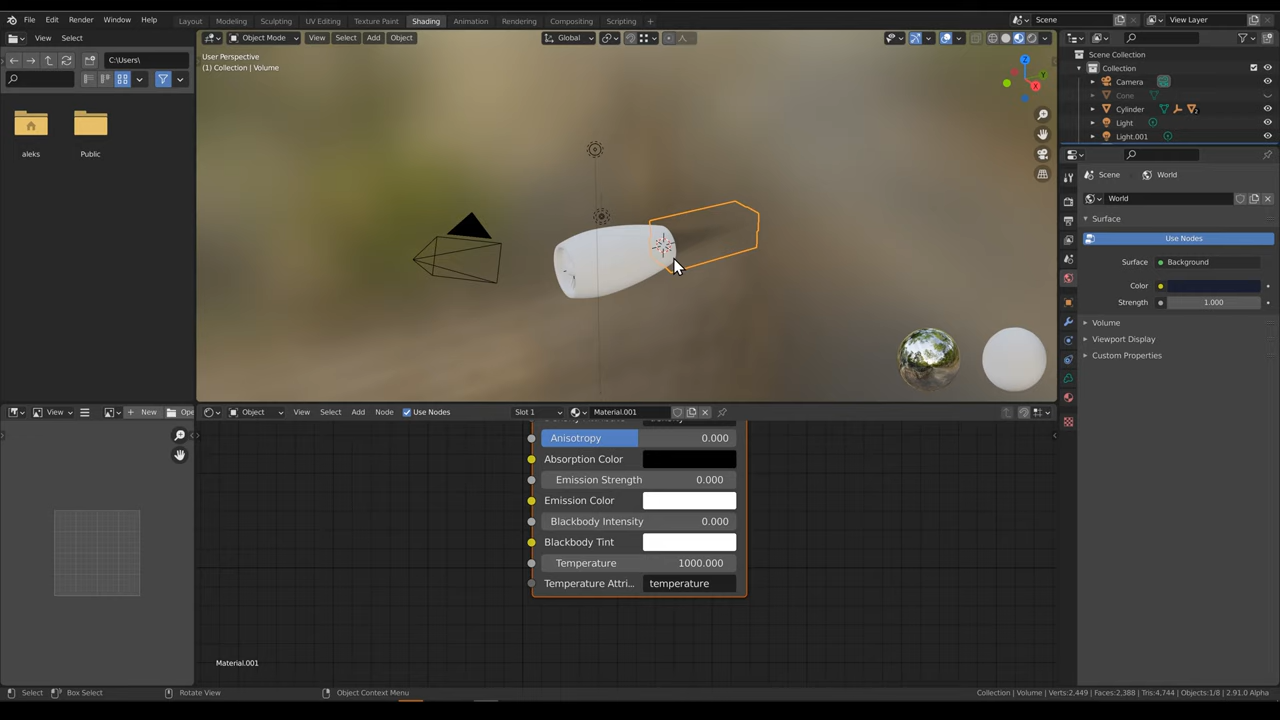 File Edit Render Window Help Layout Modeling Sculpting UV Editing Texture Paint Shading Animation Rendering Compositing Scripting Scene View Layer
View Select
C:\Users\
aleks Public
Object Mode View Select Add Object Global
User Perspective
(1) Collection | Volume
Z
Y
X
Scene Collection
Collection
Camera
Cone
Cylinder
Light
Light.001
Scene World
World
Surface
Use Nodes
Surface Background
Color
Strength 1.000
Volume
Viewport Display
Custom Properties
View New Ope
Object View Select Add Node Use Nodes Slot 1 Material.001
Anisotropy 0.000
Absorption Color
Emission Strength 0.000
Emission Color
Blackbody Intensity 0.000
Blackbody Tint
Temperature 1000.000
Temperature Attri... temperature
Material.001
Select Box Select Rotate View Object Context Menu Collection | Volume | Verts:2,449 | Faces:2,388 | Tris:4,744 | Objects:1/8 | 2.91.0 Alpha